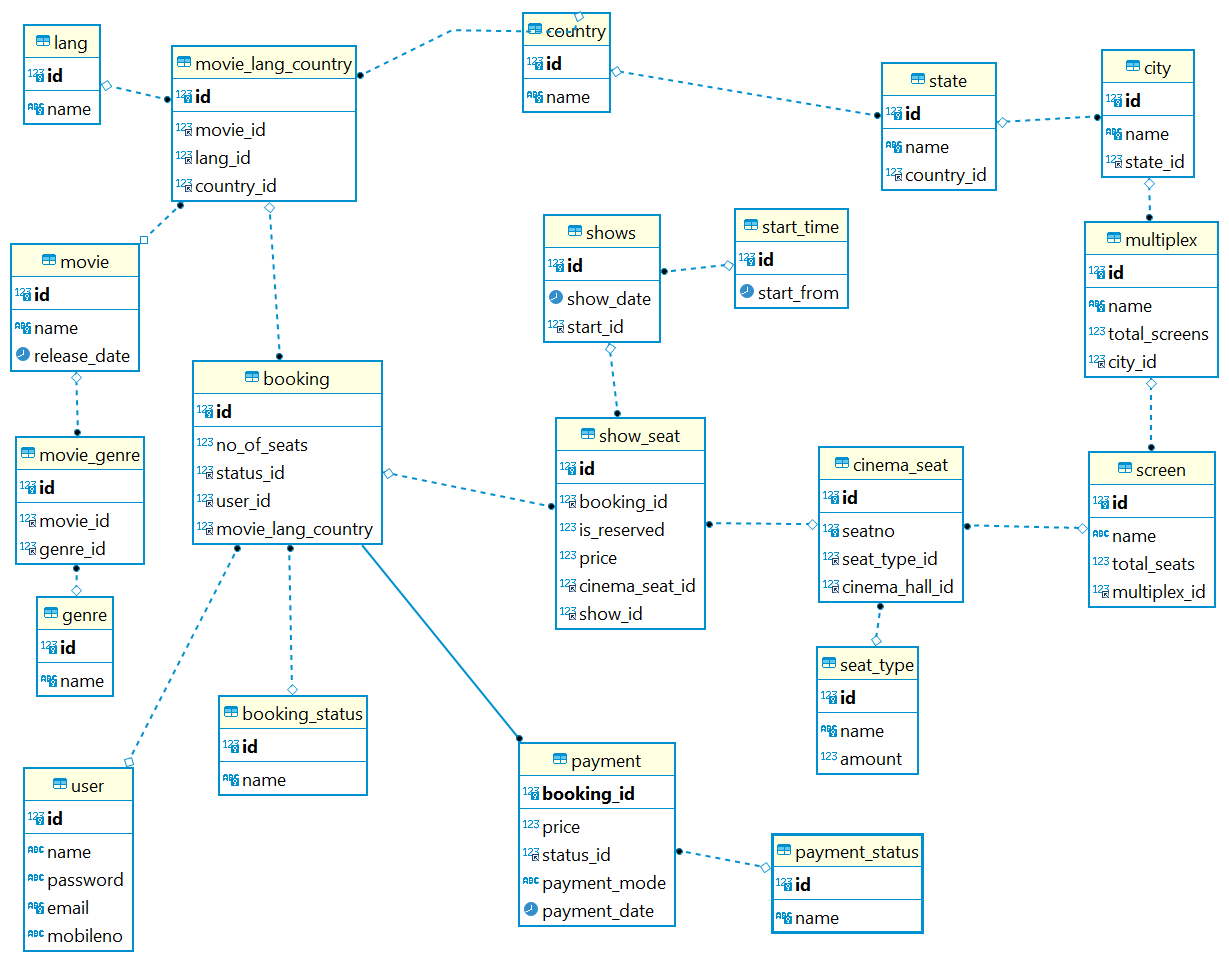 lang
id
name
movie_lang_country
id
movie_id
lang_id
country_id
country
id
name
state
id
name
country_id
city
id
name
state_id
movie
id
name
release_date
shows
id
show_date
start_id
start_time
id
start_from
multiplex
id
name
total_screens
city_id
booking
id
no_of_seats
status_id
user_id
movie_lang_country
movie_genre
id
movie_id
genre_id
show_seat
id
booking_id
is_reserved
price
cinema_seat_id
show_id
cinema_seat
id
seatno
seat_type_id
cinema_hall_id
screen
id
name
total_seats
multiplex_id
genre
id
name
seat_type
id
name
amount
booking_status
id
name
user
id
name
password
email
mobileno
payment
booking_id
price
status_id
payment_mode
payment_date
payment_status
id
name